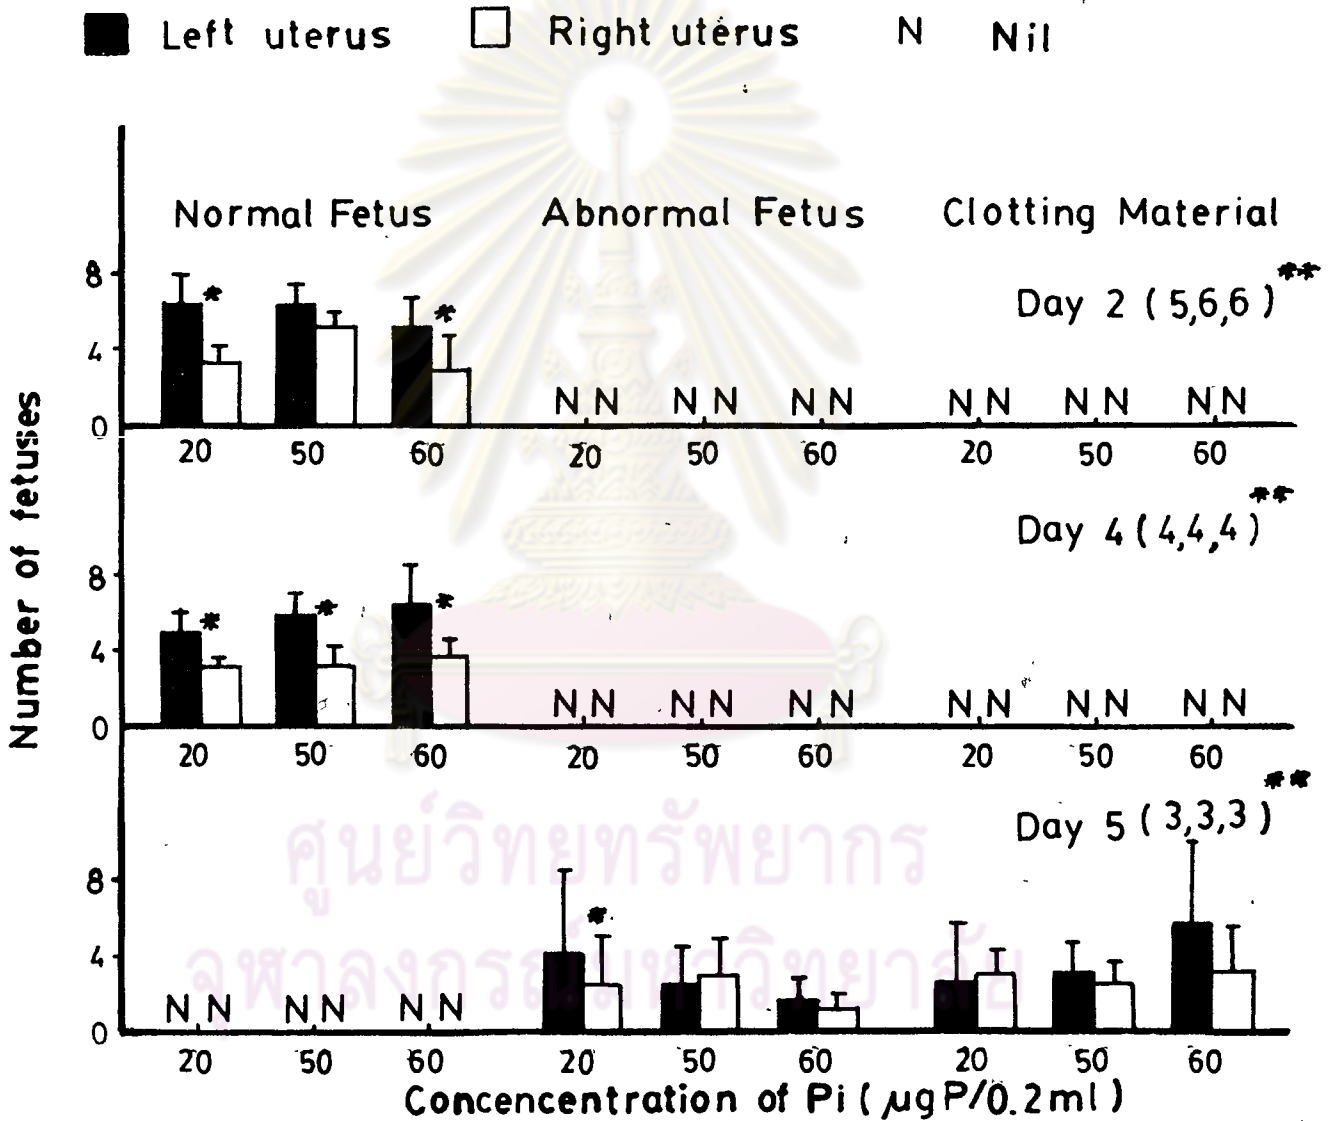 Left uterus Right uterus N Nil
Normal Fetus Abnormal Fetus Clotting Material
Day 2 (5,6,6)**
8 * *
4
0 N N N N N N N N N N N N
20 50 60 20 50 60 20 50 60
Day 4 (4,4,4)**
8 * * *
4
0 N N N N N N N N N N N N
20 50 60 20 50 60 20 50 60
Day 5 (3,3,3)**
ศูนย์วิทยทรัพยากร
8 *
จุฬาลงกรณ์มหาวิทยาลัย
4
0 N N N N N N
20 50 60 20 50 60 20 50 60
Number of fetuses
Concencentration of Pi (µgP/0.2ml)